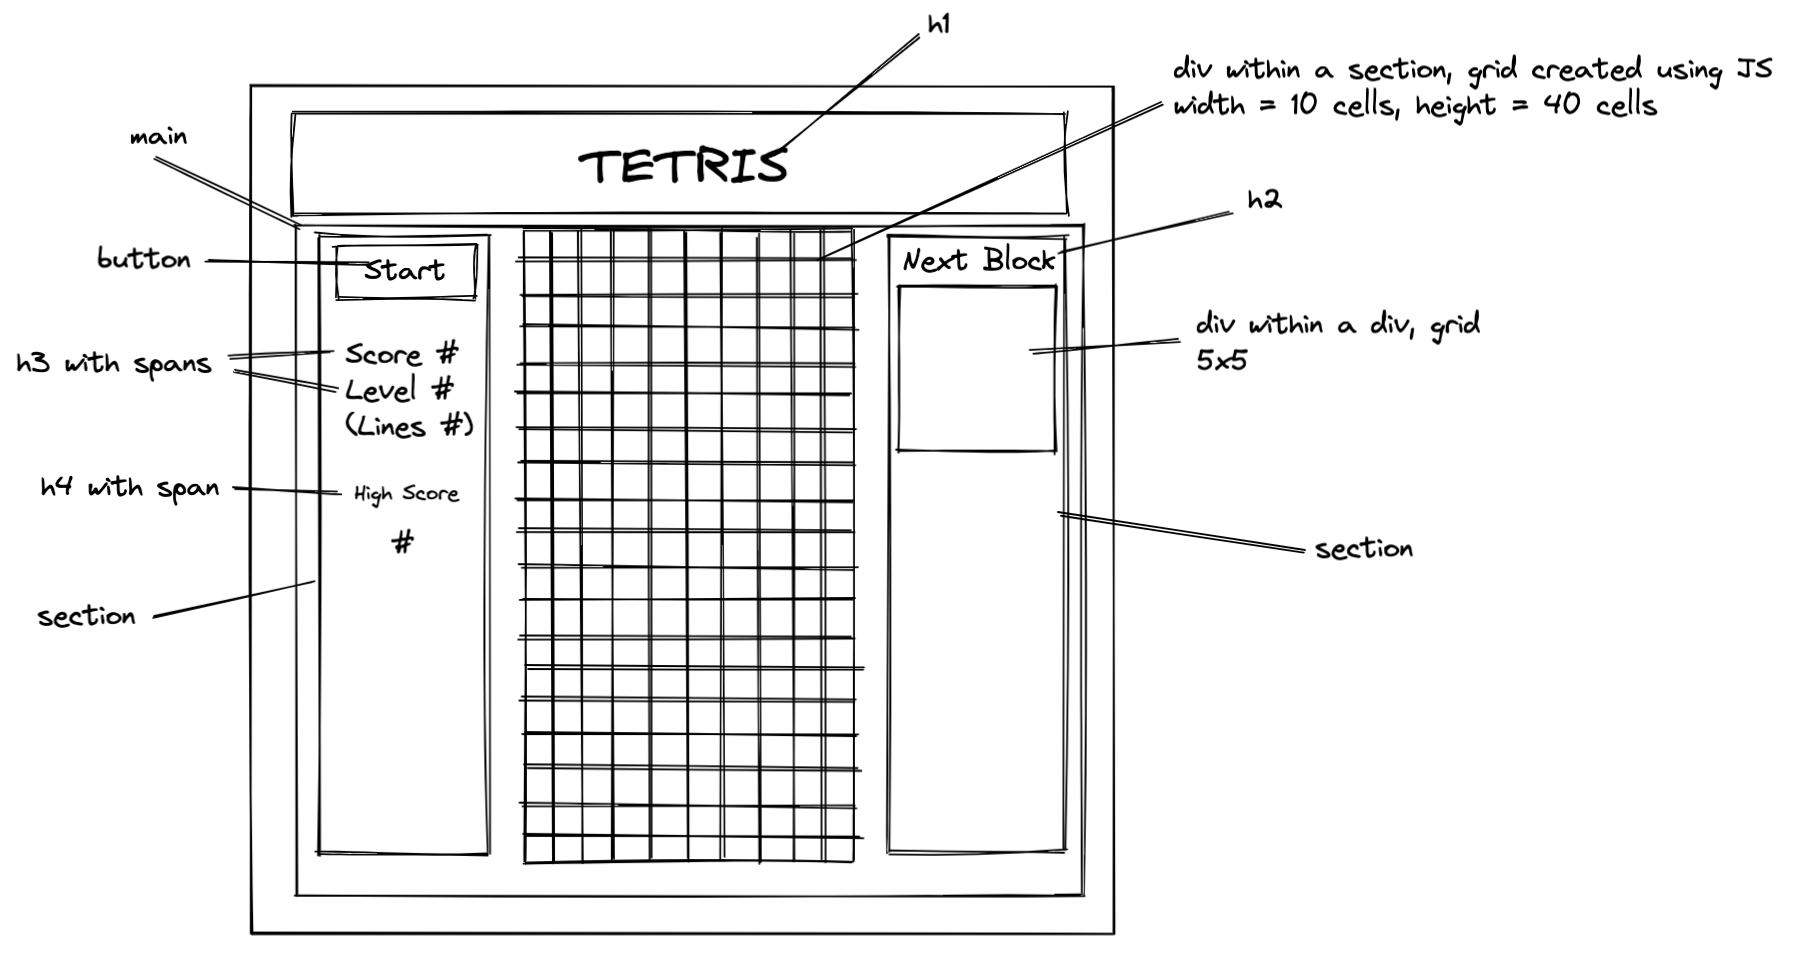 h1
div within a section, grid created using JS
width = 10 cells, height = 40 cells
main
TETRIS
h2
button
Start
Next Block
h3 with spans
Score #
Level #
(Lines #)
div within a div, grid
5x5
h4 with span
High Score
#
section
section